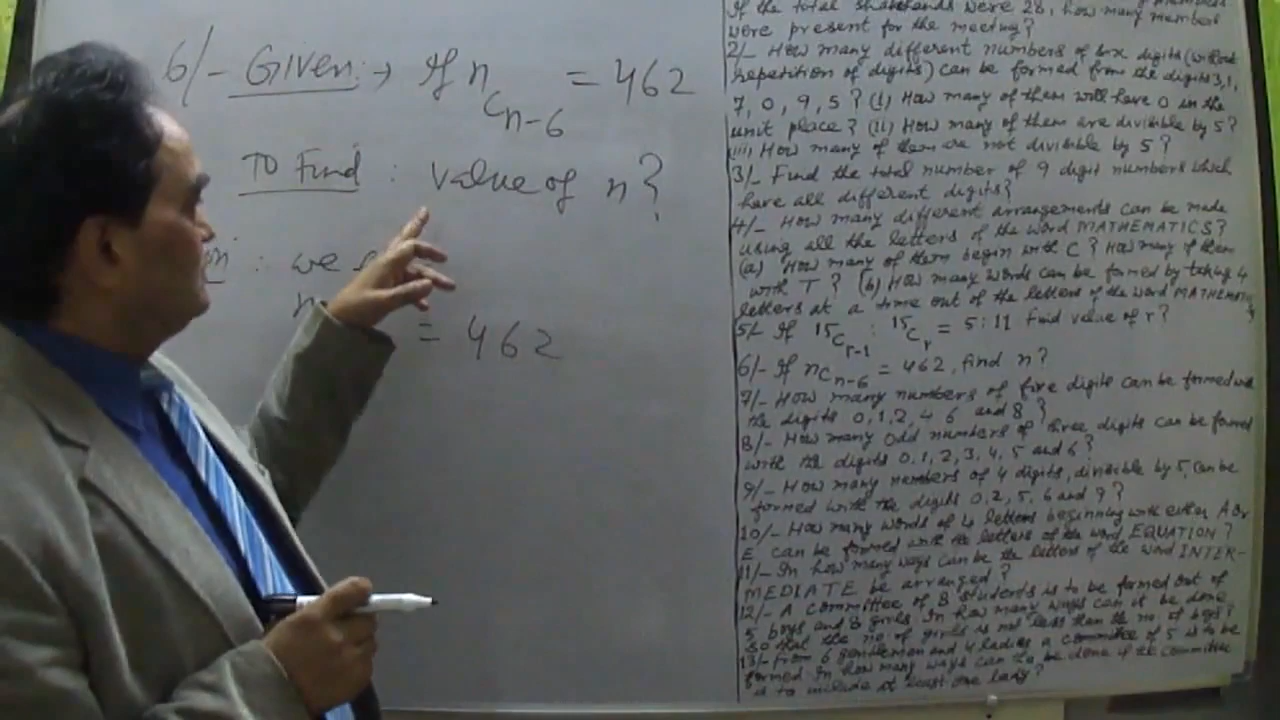 6/- Given :→ If nCn-6 = 462
To Find : Value of n?
: we
n
= 462
If the total shakehands were 28, how many members
were present for the meeting?
2/- How many different numbers of six digits (without
repetition of digits) can be formed from the digits 3, 1,
7, 0, 9, 5? (i) How many of them will have 0 in the
unit place? (ii) How many of them are divisible by 5?
(iii) How many of them are not divisible by 5?
3/- Find the total number of 9 digit numbers which
have all different digits?
4/- How many different arrangements can be made
using all the letters of the word MATHEMATICS?
(a) How many of them begin with C? How many of them
with T? (b) How many words can be formed by taking 4
letters at a time out of the letters of the word MATHEMATIC
5/- If 15Cr-1 : 15Cr = 5:11 Find value of r?
6/- If nCn-6 = 462, find n?
7/- How many numbers of five digits can be formed with
the digits 0, 1, 2, 4 6 and 8?
8/- How many odd numbers of three digits can be formed
with the digits 0, 1, 2, 3, 4, 5 and 6?
9/- How many numbers of 4 digits, divisible by 5, can be
formed with the digits 0, 2, 5, 6 and 9?
10/- How many words of 4 letters beginning with either A or
E can be formed with the letters of the word EQUATION?
11/- In how many ways can be the letters of the word INTER-
MEDIATE be arranged?
12/- A committee of 8 students is to be formed out of
5 boys and 8 girls In how many ways can it be done
so that the no. of girls is not less than the no. of boys?
13/- From 6 gentlemen and 4 ladies a committee of 5 is to be
formed In how many ways can be done if the committee
is to include at least one lady?